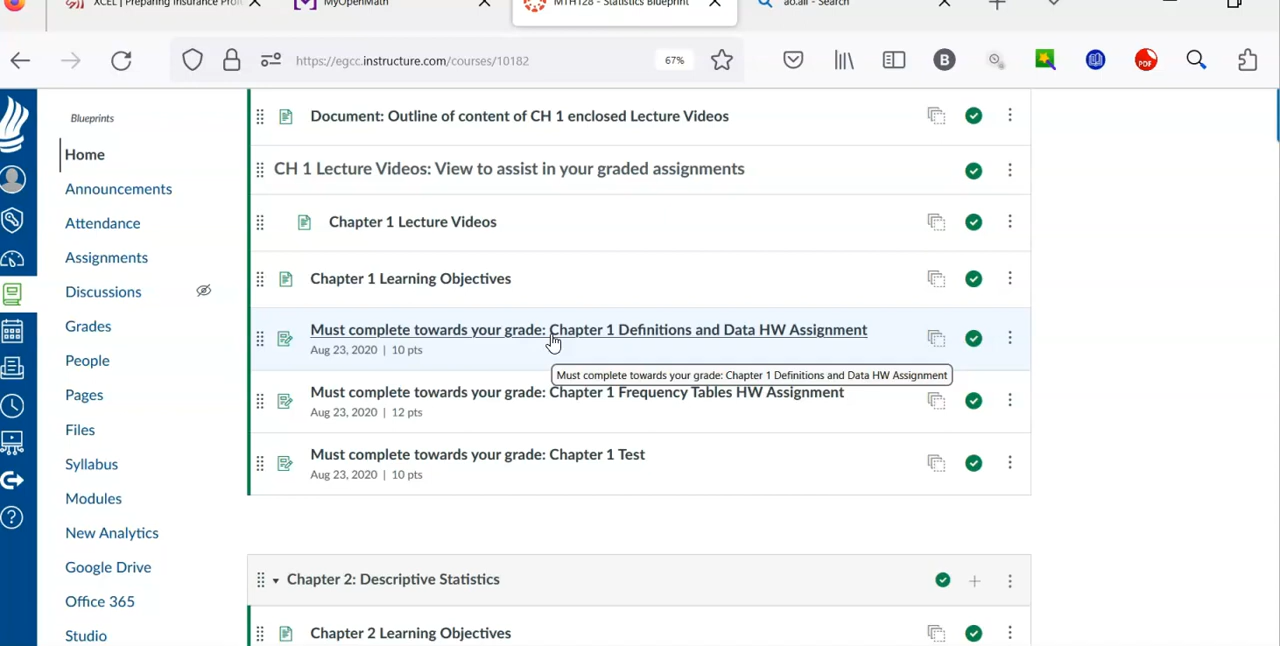 XCEL | Preparing Insurance Prof
MyOpenMath
MTH128 - Statistics Blueprint
ao.all - Search
https://egcc.instructure.com/courses/10182
67%
B
PDF
Blueprints
Home
Announcements
Attendance
Assignments
Discussions
Grades
People
Pages
Files
Syllabus
Modules
New Analytics
Google Drive
Office 365
Studio
Document: Outline of content of CH 1 enclosed Lecture Videos
CH 1 Lecture Videos: View to assist in your graded assignments
Chapter 1 Lecture Videos
Chapter 1 Learning Objectives
Must complete towards your grade: Chapter 1 Definitions and Data HW Assignment
Aug 23, 2020 | 10 pts
Must complete towards your grade: Chapter 1 Definitions and Data HW Assignment
Must complete towards your grade: Chapter 1 Frequency Tables HW Assignment
Aug 23, 2020 | 12 pts
Must complete towards your grade: Chapter 1 Test
Aug 23, 2020 | 10 pts
Chapter 2: Descriptive Statistics
Chapter 2 Learning Objectives